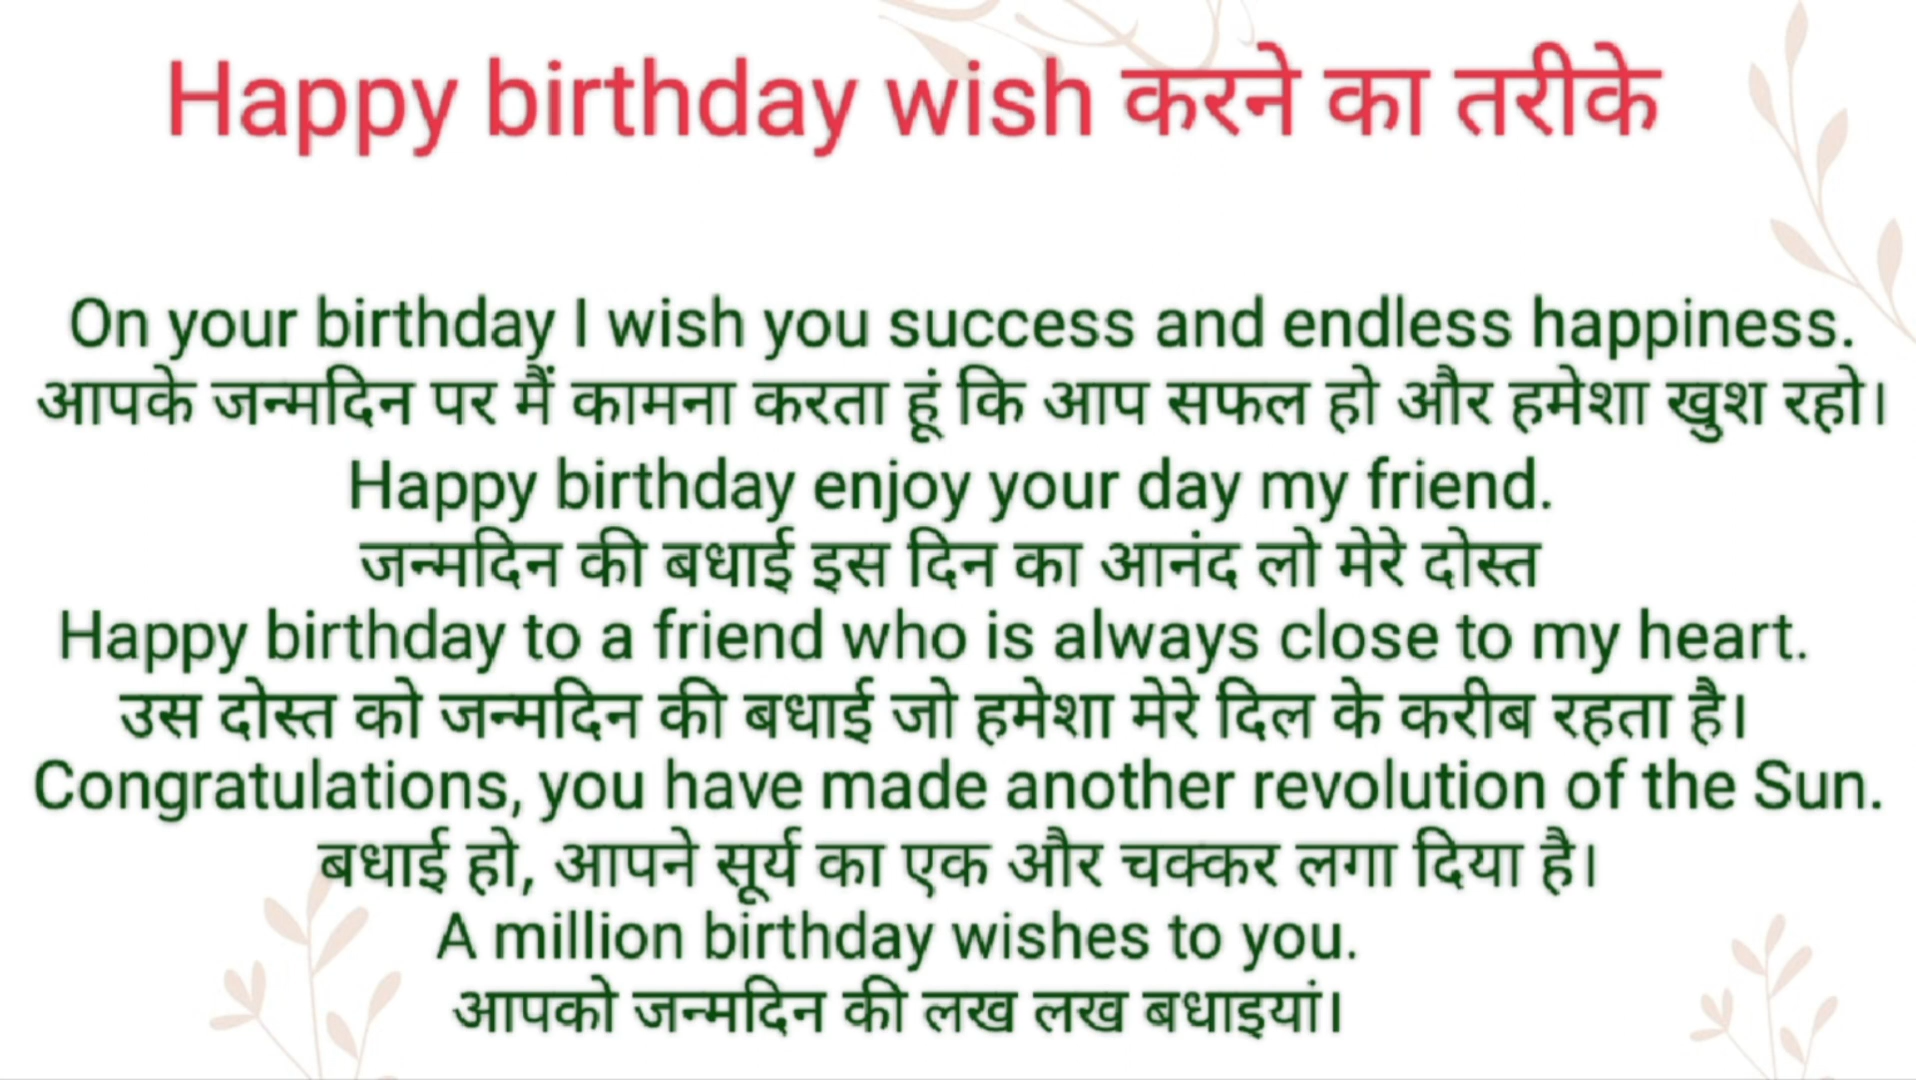 Happy birthday wish करने का तरीके
On your birthday I wish you success and endless happiness.
आपके जन्मदिन पर मैं कामना करता हूं कि आप सफल हो और हमेशा खुश रहो।
Happy birthday enjoy your day my friend.
जन्मदिन की बधाई इस दिन का आनंद लो मेरे दोस्त
Happy birthday to a friend who is always close to my heart.
उस दोस्त को जन्मदिन की बधाई जो हमेशा मेरे दिल के करीब रहता है।
Congratulations, you have made another revolution of the Sun.
बधाई हो, आपने सूर्य का एक और चक्कर लगा दिया है।
A million birthday wishes to you.
आपको जन्मदिन की लख लख बधाइयां।